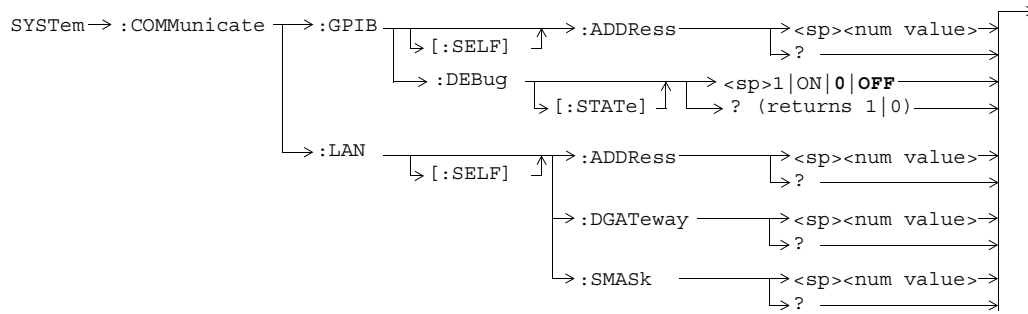 SYSTem :COMMunicate :GPIB :ADDRess <sp><num value>
[:SELF] ?
:DEBug <sp>1|ON|0|OFF
[:STATe] ? (returns 1|0)
:LAN :ADDRess <sp><num value>
[:SELF] ?
:DGATeway <sp><num value>
?
:SMASk <sp><num value>
?